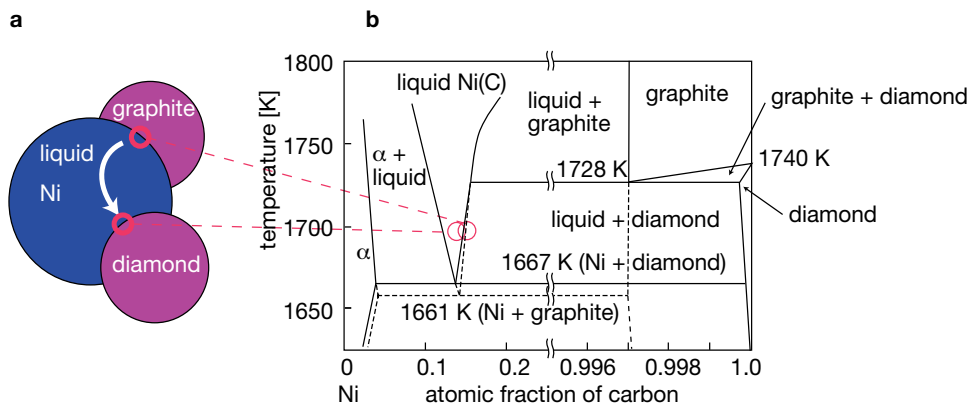 a
graphite
liquid
Ni
diamond
b
temperature [K]
1800
1750
1700
1650
liquid Ni(C)
liquid +
graphite
graphite
graphite + diamond
α +
liquid
1728 K
1740 K
diamond
liquid + diamond
α
1667 K (Ni + diamond)
1661 K (Ni + graphite)
0
0.1
0.2
0.996
0.998
1.0
Ni
atomic fraction of carbon